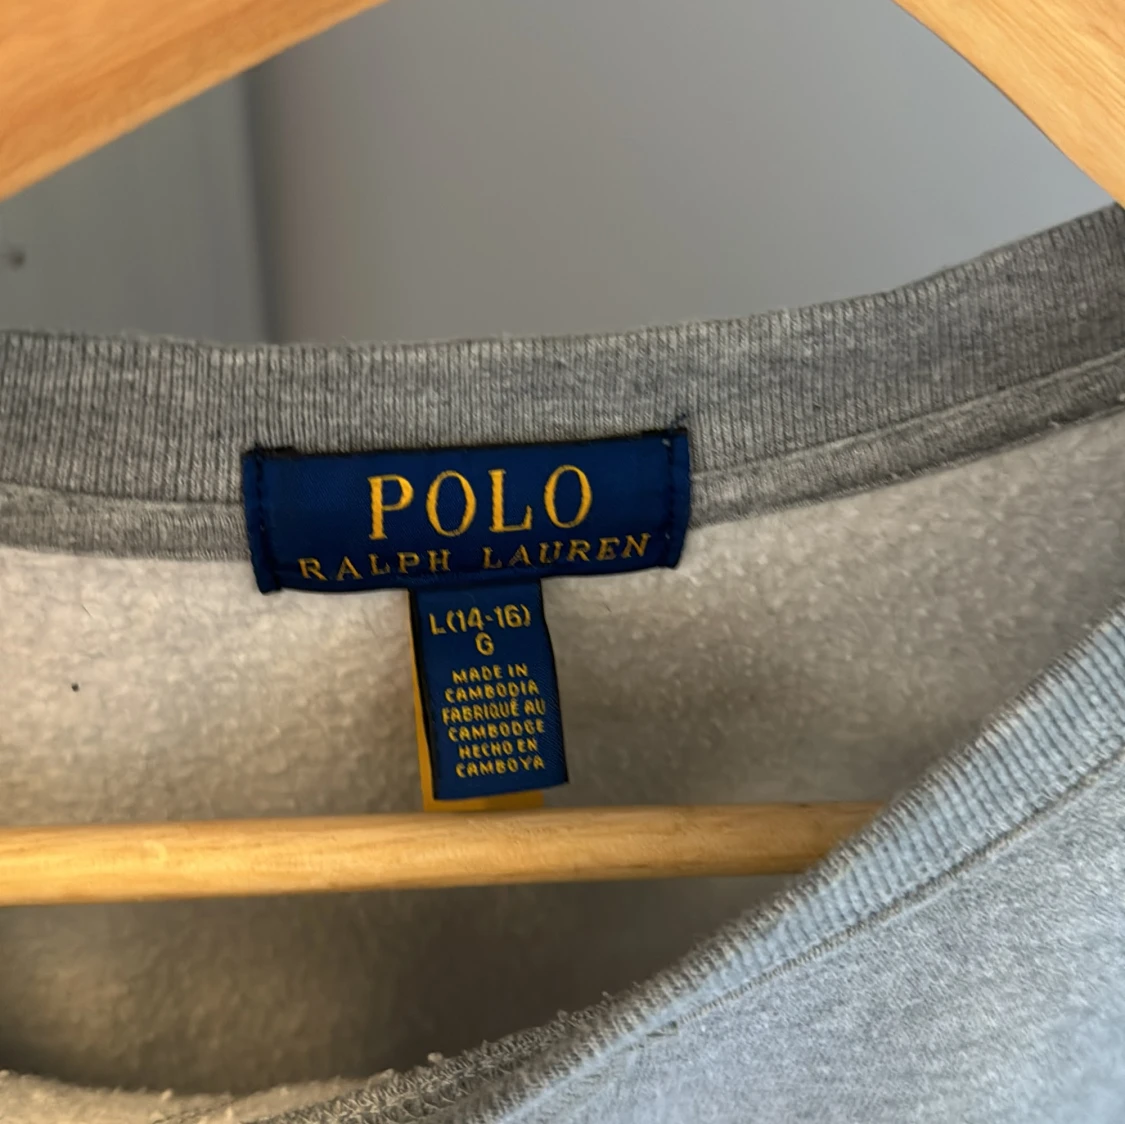 POLO
RALPH LAUREN
L(14-16)
G
MADE IN
CAMBODIA
FABRIQUÉ AU
CAMBODGE
HECHO EN
CAMBOYA